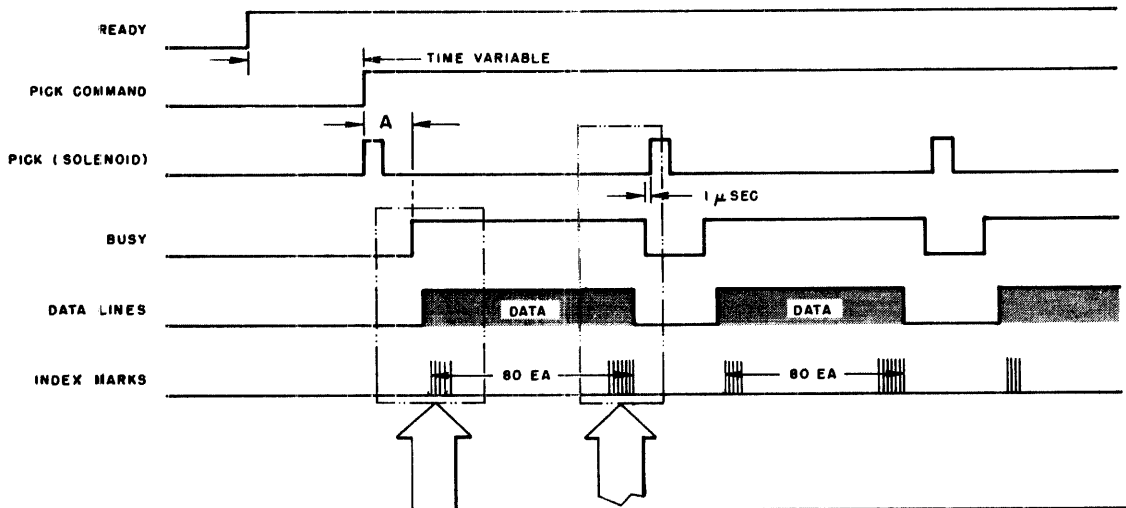 READY
TIME VARIABLE
PICK COMMAND
A
PICK (SOLENOID)
1 μ SEC
BUSY
DATA LINES
DATA
DATA
INDEX MARKS
80 EA
80 EA